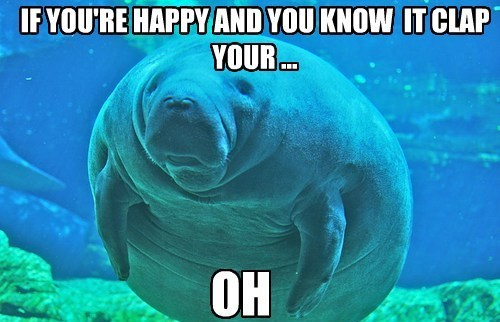 IF YOU'RE HAPPY AND YOU KNOW IT CLAP
YOUR...
OH